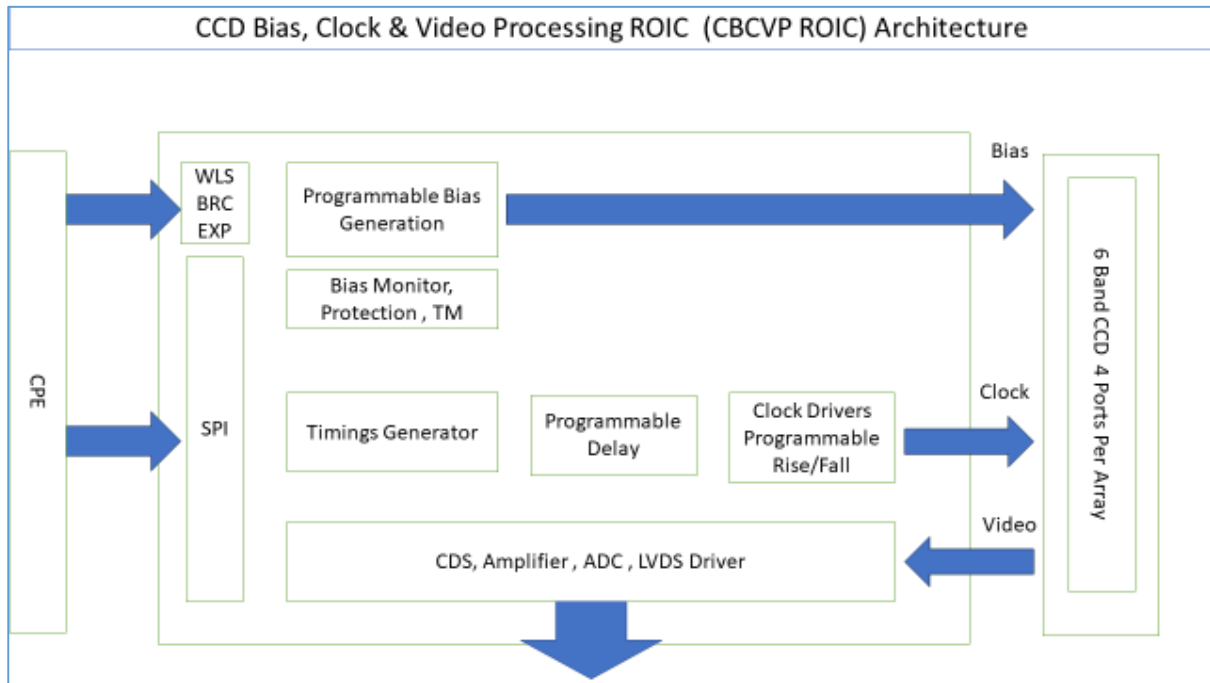 CCD Bias, Clock & Video Processing ROIC (CBCVP ROIC) Architecture
CPE
WLS
BRC
EXP
SPI
Programmable Bias
Generation
Bias Monitor,
Protection , TM
Timings Generator
Programmable
Delay
Clock Drivers
Programmable
Rise/Fall
CDS, Amplifier , ADC , LVDS Driver
Bias
Clock
Video
6 Band CCD 4 Ports Per Array